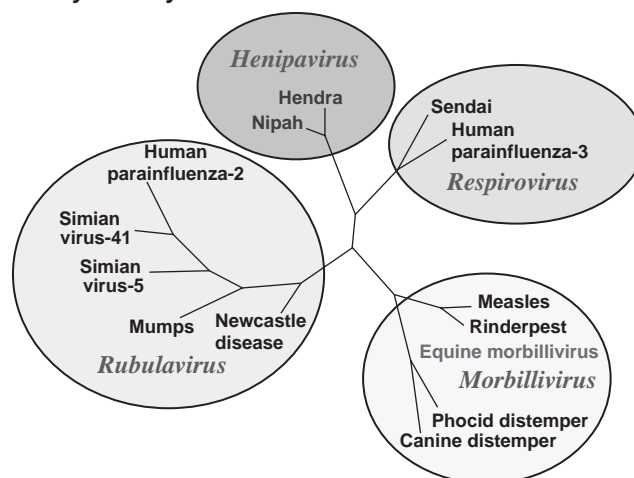 Henipavirus
Hendra
Nipah
Sendai
Human
parainfluenza-3
Respirovirus
Human
parainfluenza-2
Simian
virus-41
Simian
virus-5
Mumps
Newcastle
disease
Rubulavirus
Measles
Rinderpest
Equine morbillivirus
Morbillivirus
Phocid distemper
Canine distemper